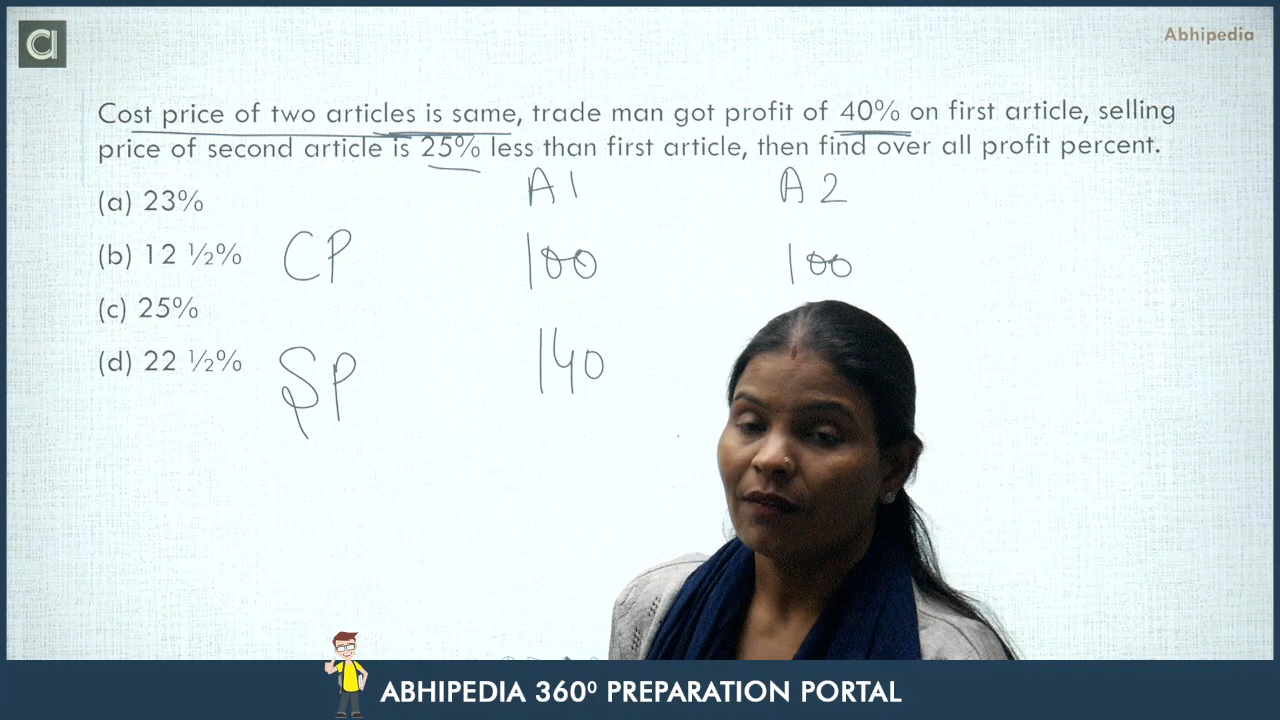 Abhipedia
Cost price of two articles is same, trade man got profit of 40% on first article, selling
price of second article is 25% less than first article, then find over all profit percent.
A1 A2
(a) 23%
(b) 12 ½% CP 100 100
(c) 25%
(d) 22 ½% SP 140
ABHIPEDIA 360⁰ PREPARATION PORTAL